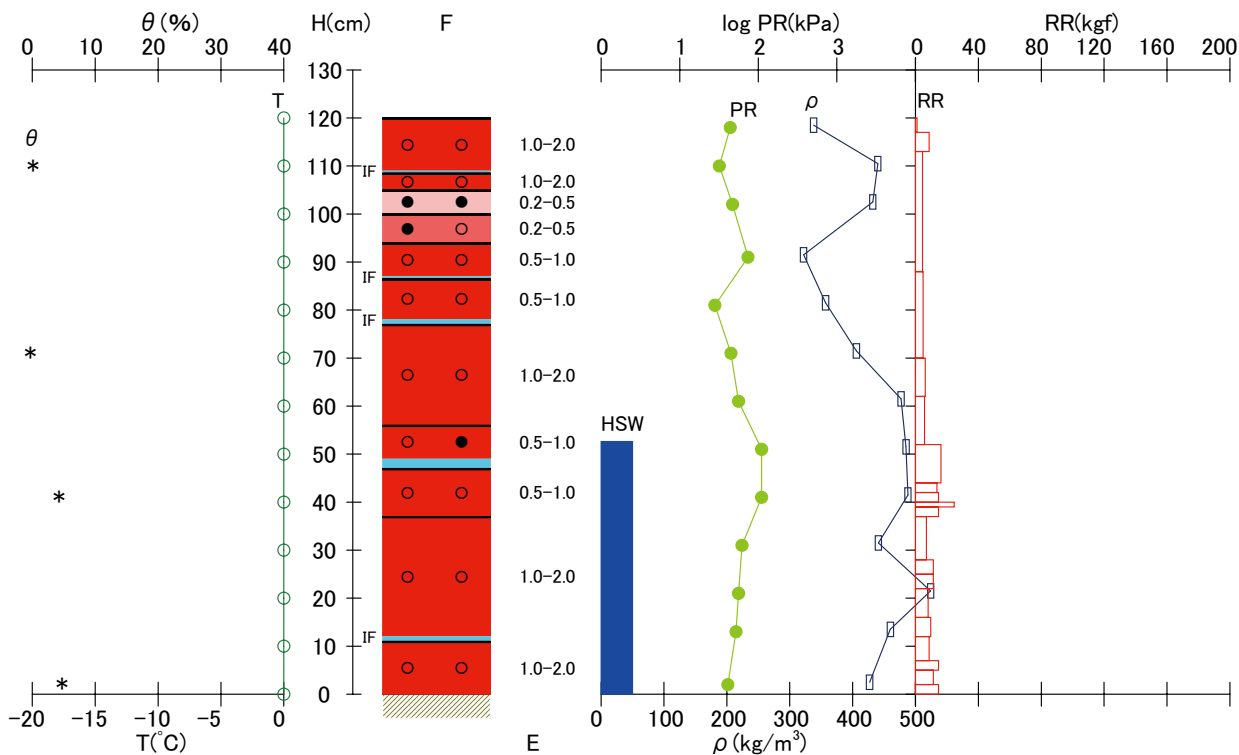 θ (%) H(cm) F log PR(kPa) RR(kgf)
0 10 20 30 40 0 1 2 3 0 40 80 120 160 200
130
T PR ρ RR
120
θ
1.0−2.0
* IF 110
1.0−2.0
0.2−0.5
100
0.2−0.5
90 0.5−1.0
IF
80 0.5−1.0
IF
* 70
1.0−2.0
60
HSW
0.5−1.0
50
* 0.5−1.0
40
30
1.0−2.0
20
IF
10
1.0−2.0
*
0
−20 −15 −10 −5 0 0 100 200 300 400 500
T(°C) E ρ (kg/m³)